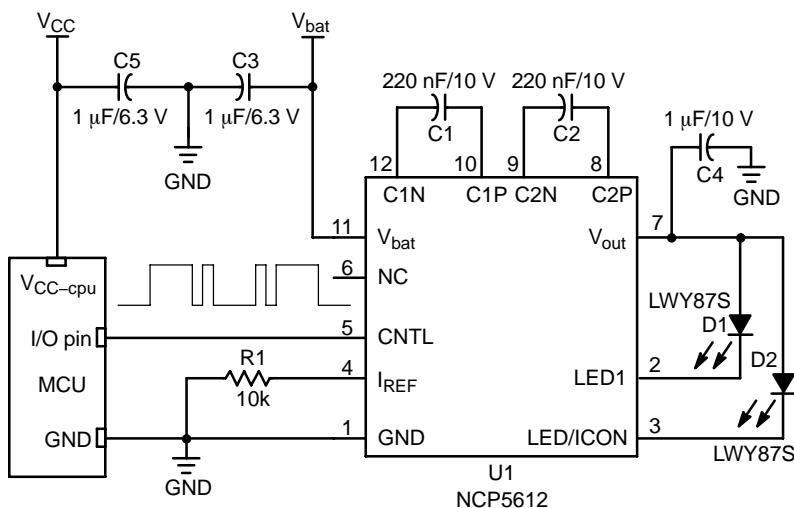 VCC
Vbat
C5
C3
1 µF/6.3 V
1 µF/6.3 V
GND
220 nF/10 V
220 nF/10 V
1 µF/10 V
C1
C2
C4
GND
12
10
9
8
C1N
C1P
C2N
C2P
7
11
Vbat
Vout
6
NC
VCC–cpu
I/O pin
5
CNTL
LWY87S
D1
MCU
R1
10k
4
IREF
LED1
2
D2
GND
1
GND
LED/ICON
3
LWY87S
GND
U1
NCP5612